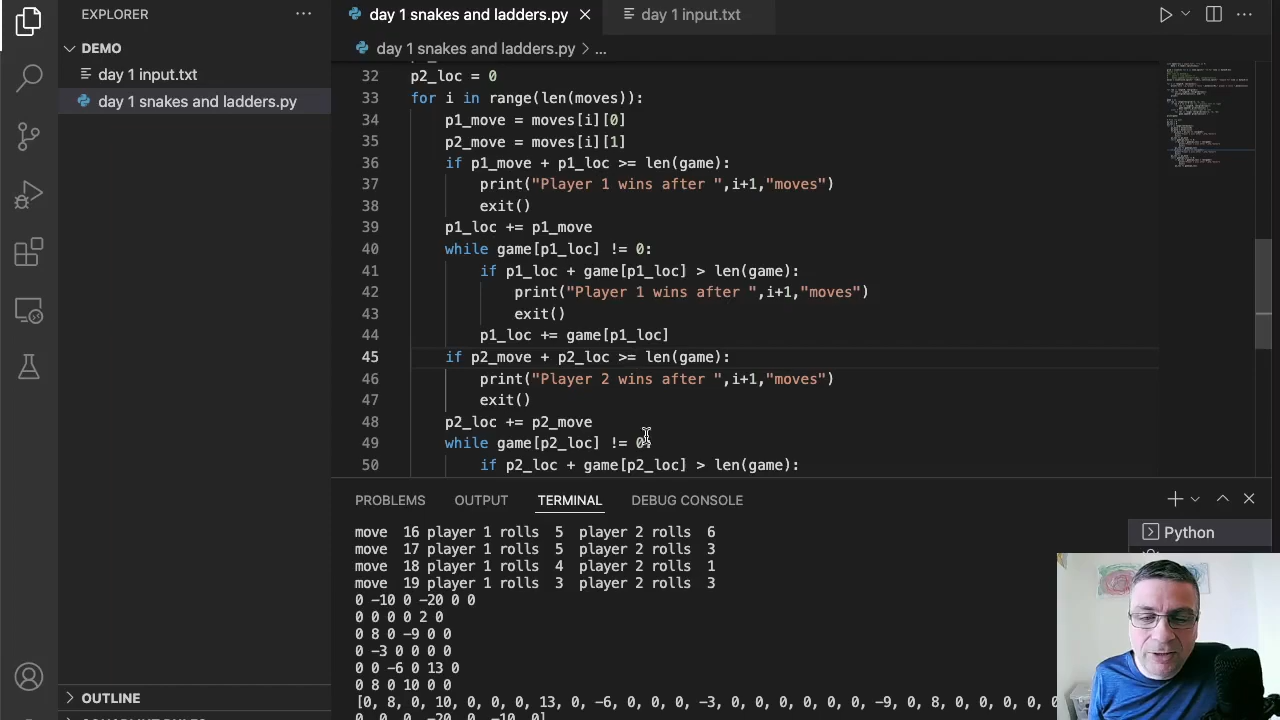 EXPLORER
day 1 snakes and ladders.py
day 1 input.txt
DEMO
day 1 snakes and ladders.py > ...
day 1 input.txt
day 1 snakes and ladders.py
32 p2_loc = 0
33 for i in range(len(moves)):
34 p1_move = moves[i][0]
35 p2_move = moves[i][1]
36 if p1_move + p1_loc >= len(game):
37 print("Player 1 wins after ",i+1,"moves")
38 exit()
39 p1_loc += p1_move
40 while game[p1_loc] != 0:
41 if p1_loc + game[p1_loc] > len(game):
42 print("Player 1 wins after ",i+1,"moves")
43 exit()
44 p1_loc += game[p1_loc]
45 if p2_move + p2_loc >= len(game):
46 print("Player 2 wins after ",i+1,"moves")
47 exit()
48 p2_loc += p2_move
49 while game[p2_loc] != 0:
50 if p2_loc + game[p2_loc] > len(game):
PROBLEMS OUTPUT TERMINAL DEBUG CONSOLE
Python
move 16 player 1 rolls 5 player 2 rolls 6
move 17 player 1 rolls 5 player 2 rolls 3
move 18 player 1 rolls 4 player 2 rolls 1
move 19 player 1 rolls 3 player 2 rolls 3
0 -10 0 -20 0 0
0 0 0 0 2 0
0 8 0 -9 0 0
0 -3 0 0 0 0
0 0 -6 0 13 0
0 8 0 10 0 0
[0, 8, 0, 10, 0, 0, 0, 13, 0, -6, 0, 0, 0, -3, 0, 0, 0, 0, 0, 0, -9, 0, 8, 0, 0, 0, 0, 0
OUTLINE